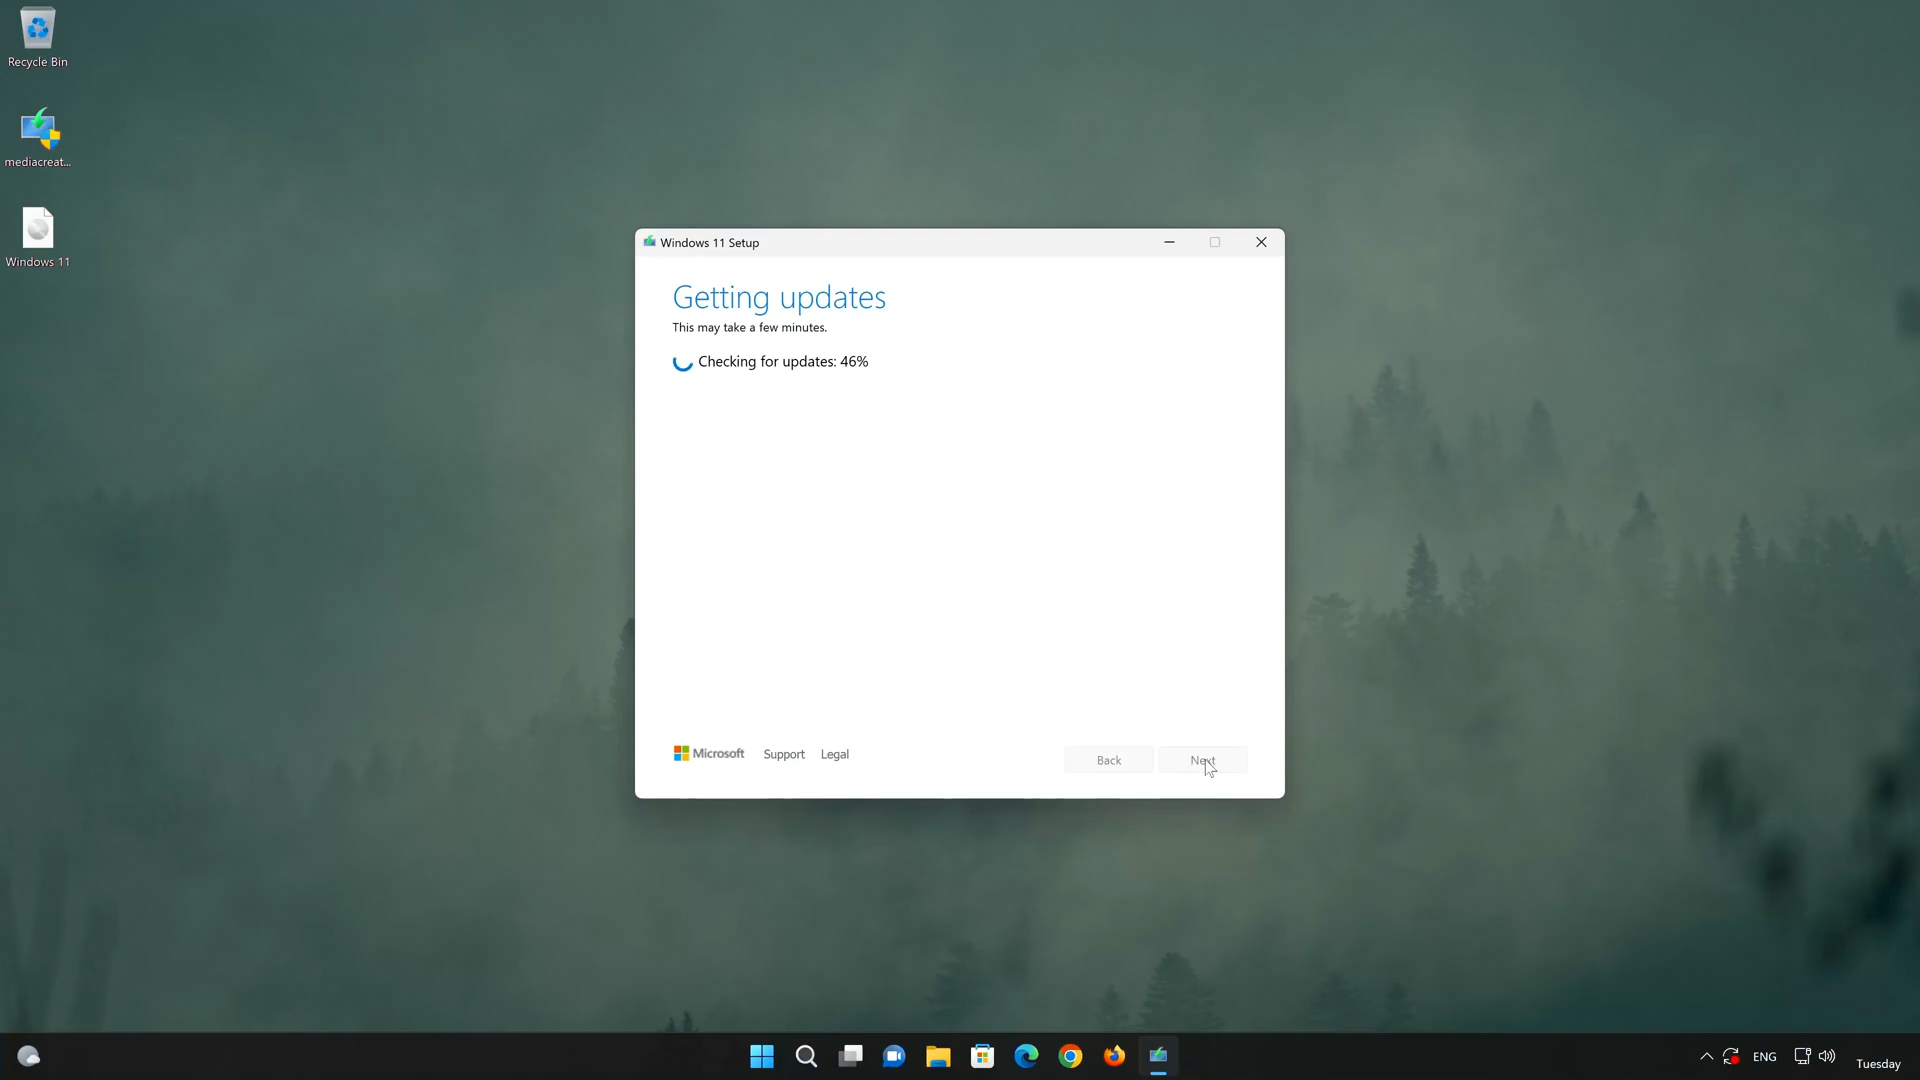 Recycle Bin
mediacreat...
Windows 11
Windows 11 Setup
Getting updates
This may take a few minutes.
Checking for updates: 46%
Microsoft
Support
Legal
Back
Next
ENG
Tuesday